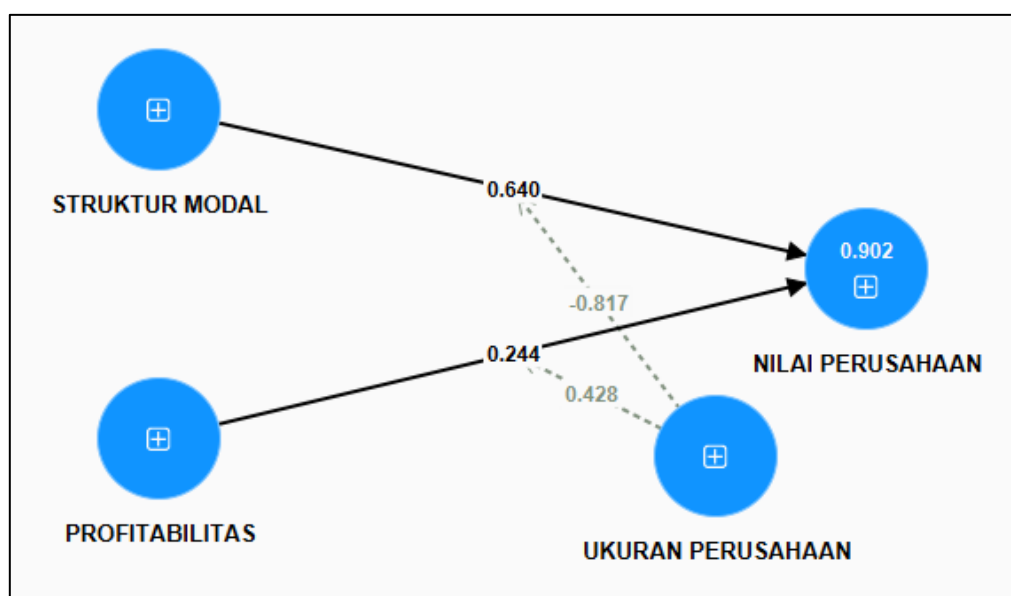 STRUKTUR MODAL
0.640
0.902
-0.817
0.244
NILAI PERUSAHAAN
0.428
PROFITABILITAS
UKURAN PERUSAHAAN